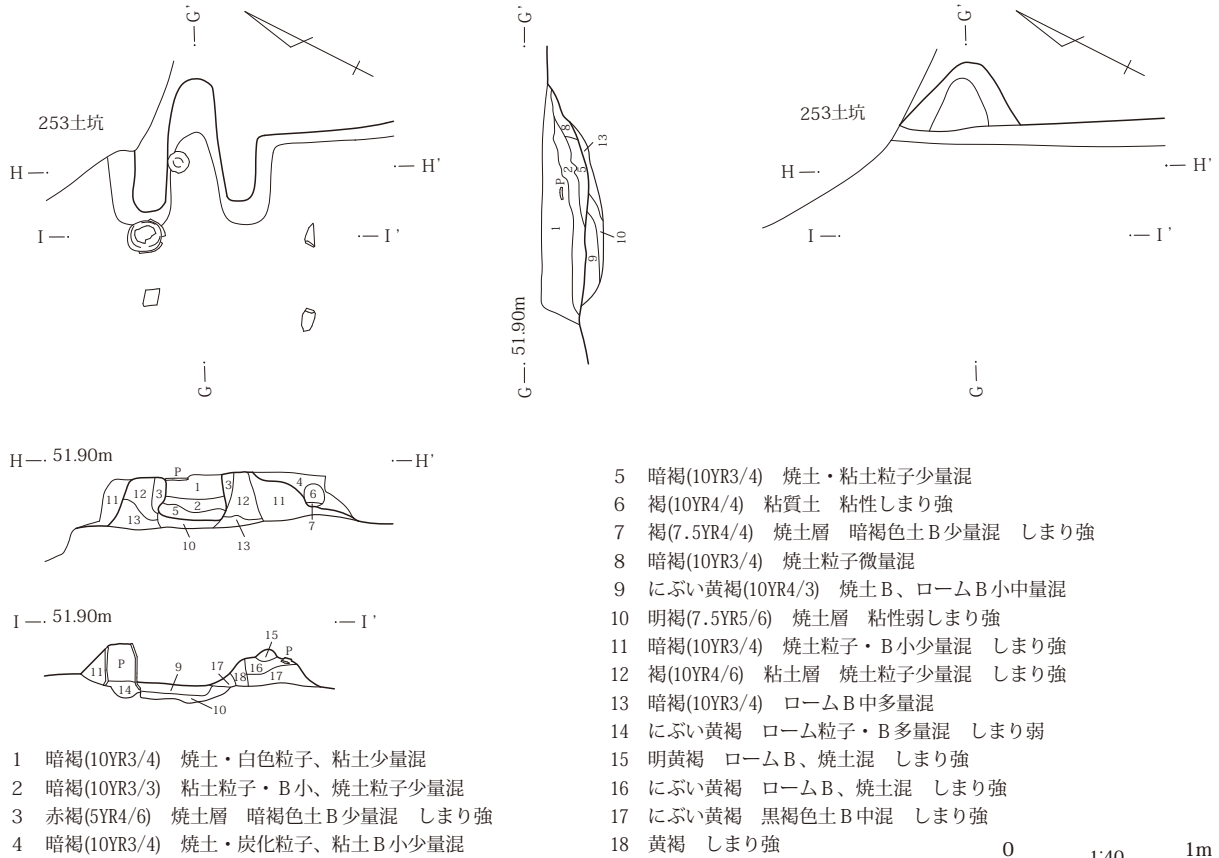 G'
253土坑
H
H'
I
I'
G
G'
8
13
2
5
P
1
10
9
G
51.90m
G'
253土坑
H
H'
I
I'
G
H 51.90m H'
P
11
12
3
1
3
12
4
11
6
2
5
13
7
10
13
I 51.90m I'
15
P
11
P
9
17
16
18
17
14
10
1 暗褐(10YR3/4) 焼土・白色粒子、粘土少量混
2 暗褐(10YR3/3) 粘土粒子・B小、焼土粒子少量混
3 赤褐(5YR4/6) 焼土層 暗褐色土B少量混 しまり強
4 暗褐(10YR3/4) 焼土・炭化粒子、粘土B小少量混
5 暗褐(10YR3/4) 焼土・粘土粒子少量混
6 褐(10YR4/4) 粘質土 粘性しまり強
7 褐(7.5YR4/4) 焼土層 暗褐色土B少量混 しまり強
8 暗褐(10YR3/4) 焼土粒子微量混
9 にぶい黄褐(10YR4/3) 焼土B、ロームB小中量混
10 明褐(7.5YR5/6) 焼土層 粘性弱しまり強
11 暗褐(10YR3/4) 焼土粒子・B小少量混 しまり強
12 褐(10YR4/6) 粘土層 焼土粒子少量混 しまり強
13 暗褐(10YR3/4) ロームB中多量混
14 にぶい黄褐 ローム粒子・B多量混 しまり弱
15 明黄褐 ロームB、焼土混 しまり強
16 にぶい黄褐 ロームB、焼土混 しまり強
17 にぶい黄褐 黒褐色土B中混 しまり強
18 黄褐 しまり強
0 1:40 1m